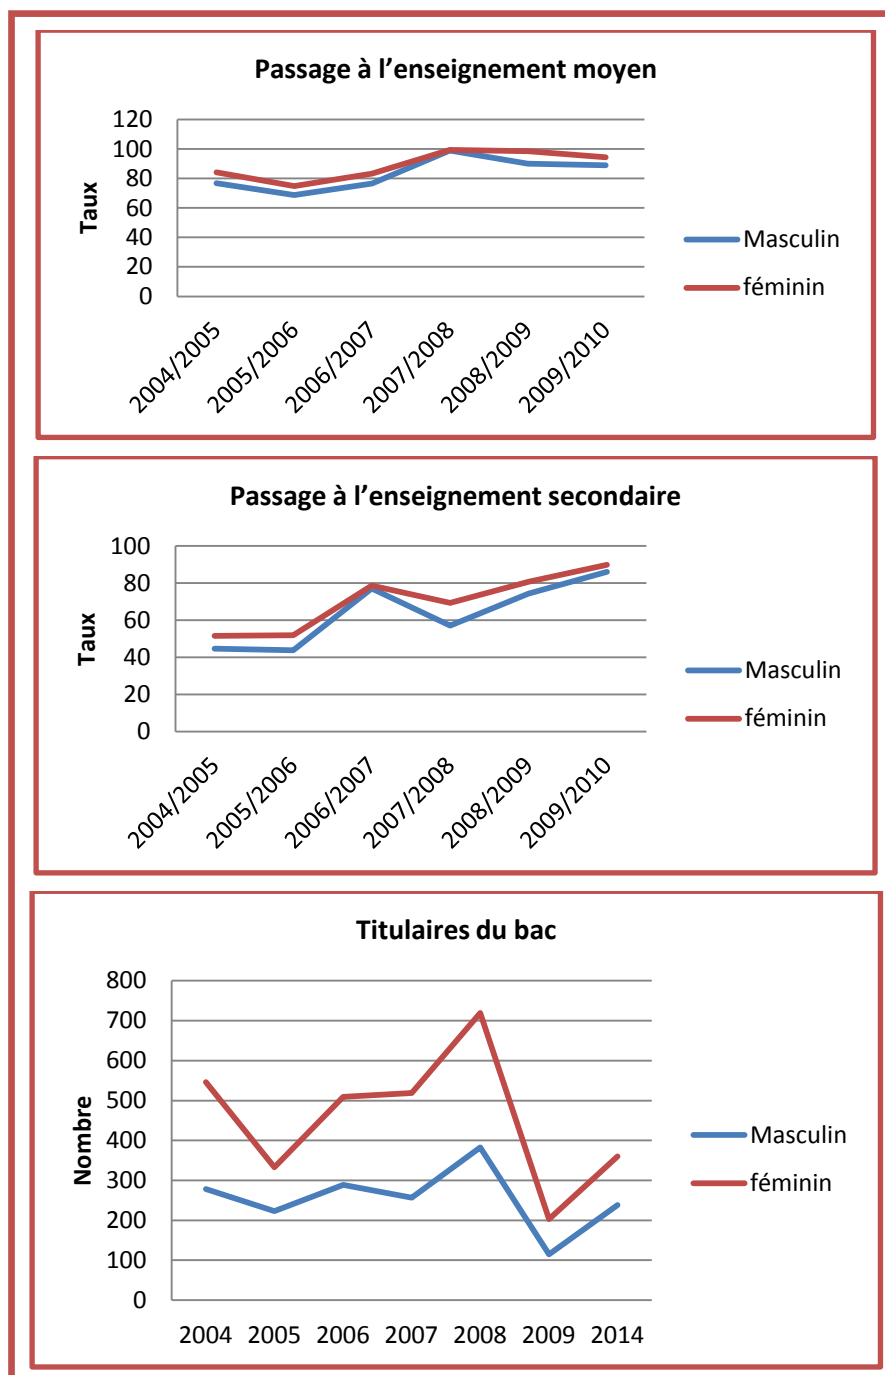 Passage à l'enseignement moyen
120
100
80
60
40
20
0
Taux
2004/2005
2005/2006
2006/2007
2007/2008
2008/2009
2009/2010
Masculin
féminin
Passage à l'enseignement secondaire
100
80
60
40
20
0
Taux
2004/2005
2005/2006
2006/2007
2007/2008
2008/2009
2009/2010
Masculin
féminin
Titulaires du bac
800
700
600
500
400
300
200
100
0
Nombre
2004 2005 2006 2007 2008 2009 2014
Masculin
féminin